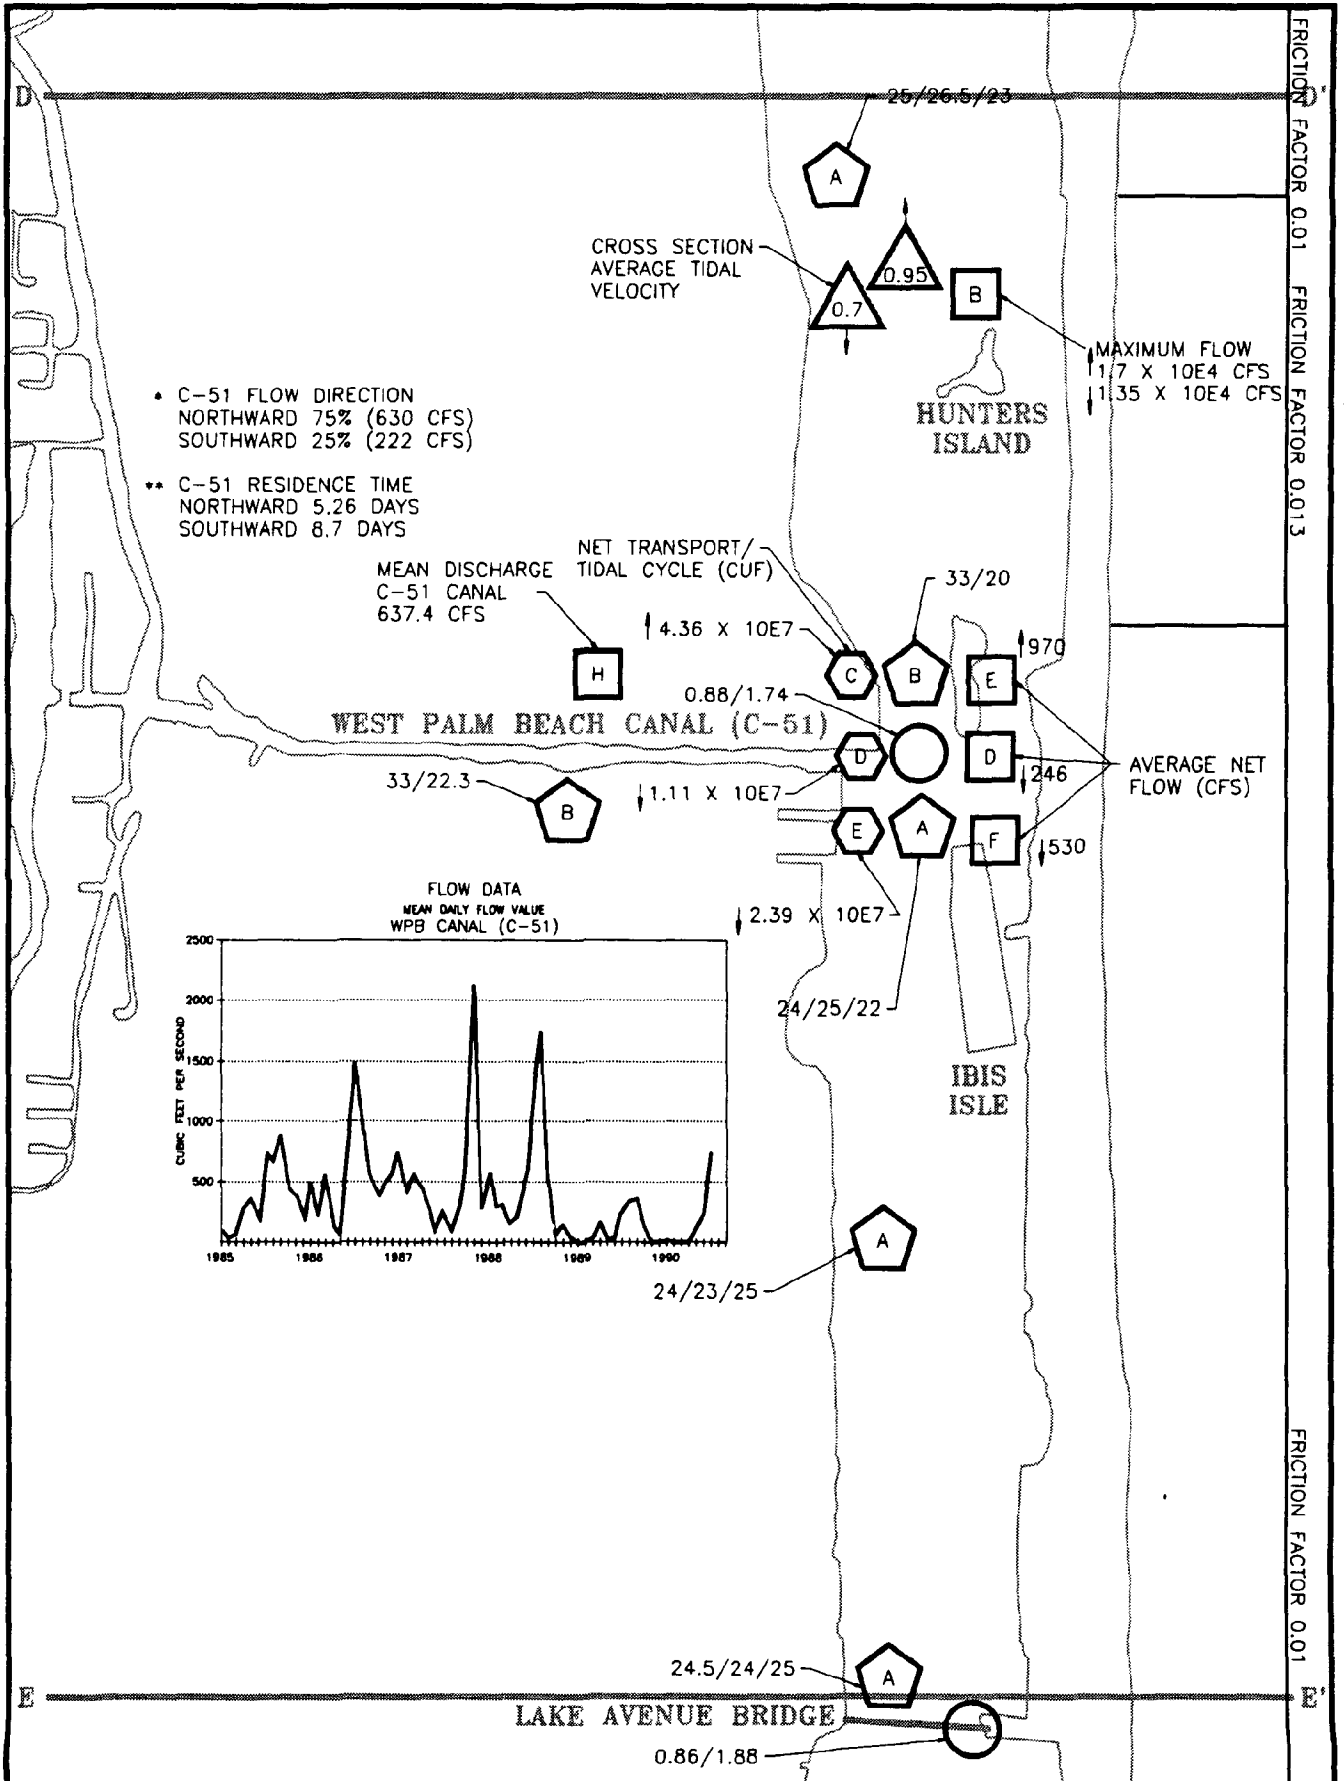 D
D'
25/26.5/23
A
FRICTION FACTOR 0.01
CROSS SECTION
AVERAGE TIDAL
VELOCITY
0.95
0.7
B
MAXIMUM FLOW
1.7 X 10E4 CFS
1.35 X 10E4 CFS
FRICTION FACTOR 0.013
HUNTERS
ISLAND
* C-51 FLOW DIRECTION
NORTHWARD 75% (630 CFS)
SOUTHWARD 25% (222 CFS)
** C-51 RESIDENCE TIME
NORTHWARD 5.26 DAYS
SOUTHWARD 8.7 DAYS
NET TRANSPORT/
TIDAL CYCLE (CUF)
MEAN DISCHARGE
C-51 CANAL
637.4 CFS
33/20
↑ 4.36 X 10E7
↑970
H
C
B
E
0.88/1.74
WEST PALM BEACH CANAL (C-51)
D
D
↓246
AVERAGE NET
FLOW (CFS)
33/22.3
B
↓1.11 X 10E7
E
A
F
↓530
↓2.39 X 10E7
24/25/22
FLOW DATA
MEAN DAILY FLOW VALUE
WPB CANAL (C-51)
CUBIC FEET PER SECOND
2500
2000
1500
1000
500
1985 1986 1987 1988 1989 1990
IBIS
ISLE
A
24/23/25
FRICTION FACTOR 0.01
24.5/24/25
A
E
E'
LAKE AVENUE BRIDGE
0.86/1.88